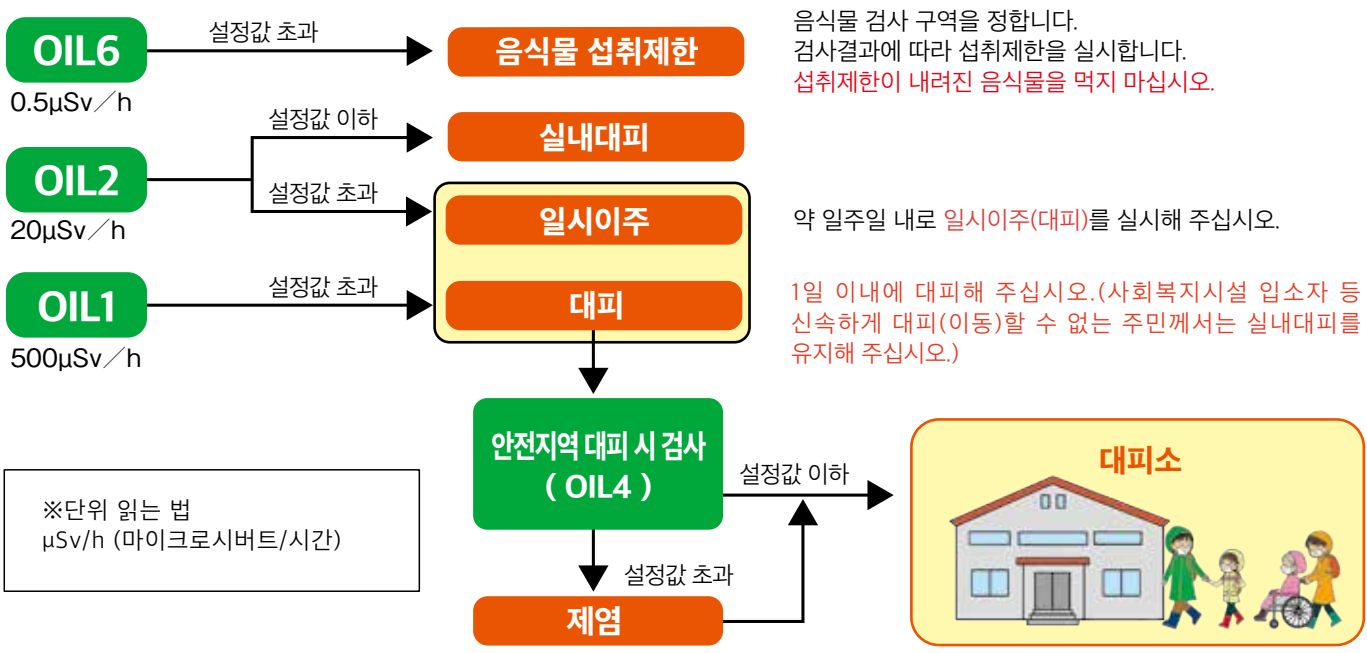 OIL6
0.5μSv／h
설정값 초과
음식물 섭취제한
음식물 검사 구역을 정합니다.
검사결과에 따라 섭취제한을 실시합니다.
섭취제한이 내려진 음식물을 먹지 마십시오.
OIL2
20μSv／h
설정값 이하
실내대피
설정값 초과
일시이주
약 일주일 내로 일시이주(대피)를 실시해 주십시오.
OIL1
500μSv／h
설정값 초과
대피
1일 이내에 대피해 주십시오.(사회복지시설 입소자 등
신속하게 대피(이동)할 수 없는 주민께서는 실내대피를
유지해 주십시오.)
안전지역 대피 시 검사
( OIL4 )
설정값 이하
대피소
설정값 초과
제염
※단위 읽는 법
μSv/h (마이크로시버트/시간)